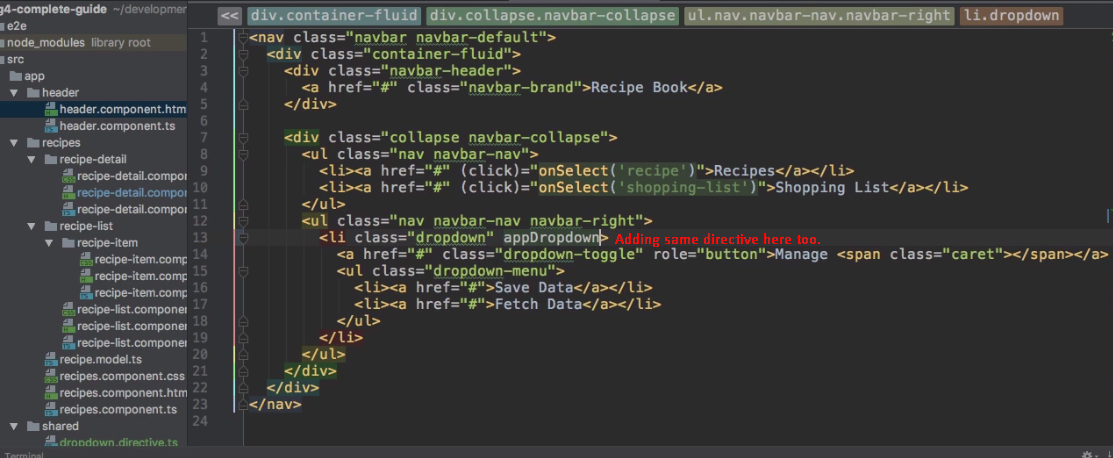 g4-complete-guide ~/developmen
e2e
node_modules library root
src
app
header
header.component.htm
header.component.ts
recipes
recipe-detail
recipe-detail.compo
recipe-detail.compo
recipe-detail.compo
recipe-list
recipe-item
recipe-item.com
recipe-item.com
recipe-item.comp
recipe-list.componer
recipe-list.componer
recipe-list.componer
recipe.model.ts
recipes.component.css
recipes.component.htm
recipes.component.ts
shared
dropdown.directive.ts
Terminal
<< div.container-fluid div.collapse.navbar-collapse ul.nav.navbar-nav.navbar-right li.dropdown
1 <nav class="navbar navbar-default">
2 <div class="container-fluid">
3 <div class="navbar-header">
4 <a href="#" class="navbar-brand">Recipe Book</a>
5 </div>
6
7 <div class="collapse navbar-collapse">
8 <ul class="nav navbar-nav">
9 <li><a href="#" (click)="onSelect('recipe')">Recipes</a></li>
10 <li><a href="#" (click)="onSelect('shopping-list')">Shopping List</a></li>
11 </ul>
12 <ul class="nav navbar-nav navbar-right">
13 <li class="dropdown" appDropdown> Adding same directive here too.
14 <a href="#" class="dropdown-toggle" role="button">Manage <span class="caret"></span></a>
15 <ul class="dropdown-menu">
16 <li><a href="#">Save Data</a></li>
17 <li><a href="#">Fetch Data</a></li>
18 </ul>
19 </li>
20 </ul>
21 </div>
22 </div>
23 </nav>
24